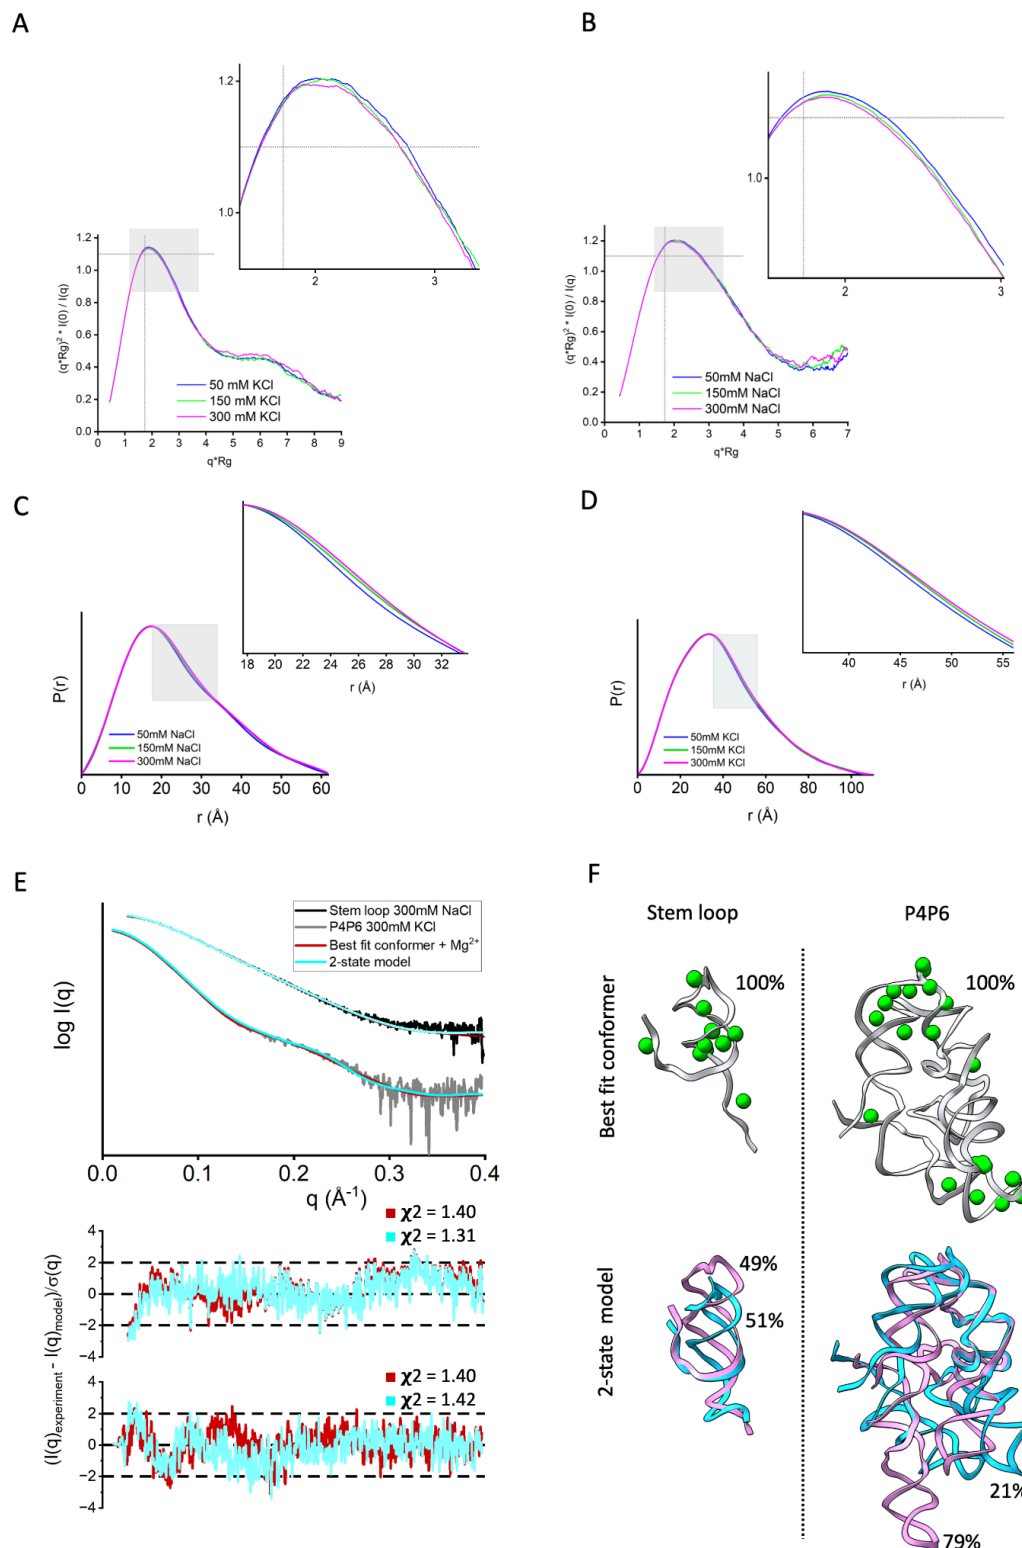 A
B
1.2
1.0
2
3
1.0
2
3
1.2
1.0
0.8
0.6
0.4
0.2
0.0
(q*Rg)² * I(0) / I(q)
50 mM KCl
150 mM KCl
300 mM KCl
0 1 2 3 4 5 6 7 8 9
q*Rg
1.2
1.0
0.8
0.6
0.4
0.2
0.0
(q*Rg)² * I(0) / I(q)
50mM NaCl
150mM NaCl
300mM NaCl
0 1 2 3 4 5 6 7
q*Rg
C
D
18 20 22 24 26 28 30 32
r (Å)
40 45 50 55
r (Å)
P(r)
50mM NaCl
150mM NaCl
300mM NaCl
0 10 20 30 40 50 60
r (Å)
P(r)
50mM KCl
150mM KCl
300mM KCl
0 20 40 60 80 100
r (Å)
E
F
log I(q)
Stem loop 300mM NaCl
P4P6 300mM KCl
Best fit conformer + Mg²⁺
2-state model
0.0 0.1 0.2 0.3 0.4
q (Å⁻¹)
χ2 = 1.40
χ2 = 1.31
4
2
0
−2
−4
χ2 = 1.40
χ2 = 1.42
4
2
0
−2
−4
(I(q)experiment - I(q)model)/σ(q)
Stem loop
P4P6
Best fit conformer
100%
100%
2-state model
49%
51%
21%
79%